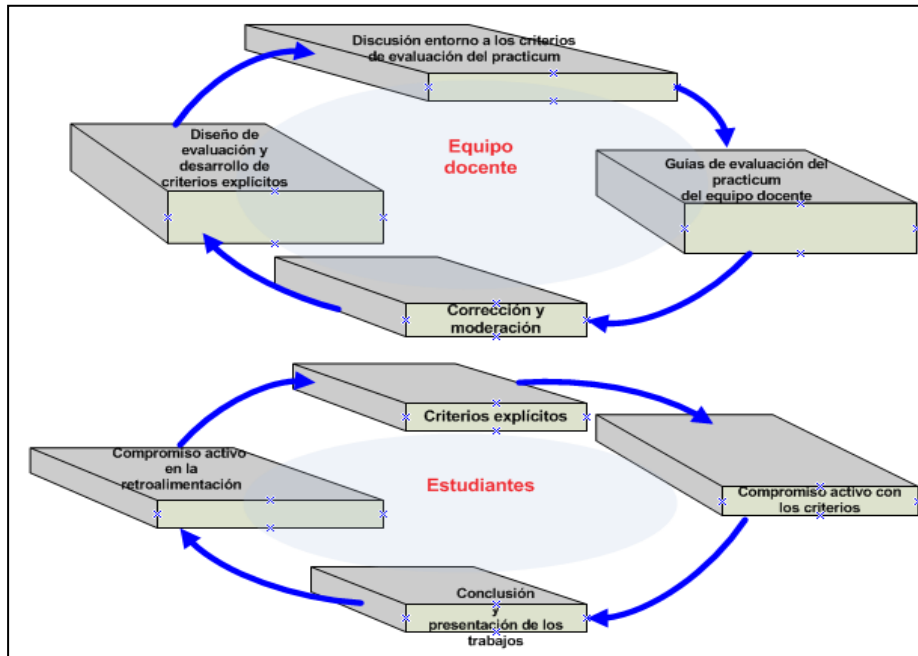 Discusión entorno a los criterios
de evaluación del practicum
Diseño de
evaluación y
desarrollo de
criterios explícitos
Equipo
docente
Guías de evaluación del
practicum
del equipo docente
Corrección y
moderación
Criterios explícitos
Compromiso activo
en la
retroalimentación
Estudiantes
Compromiso activo con
los criterios
Conclusión
y
presentación de los
trabajos